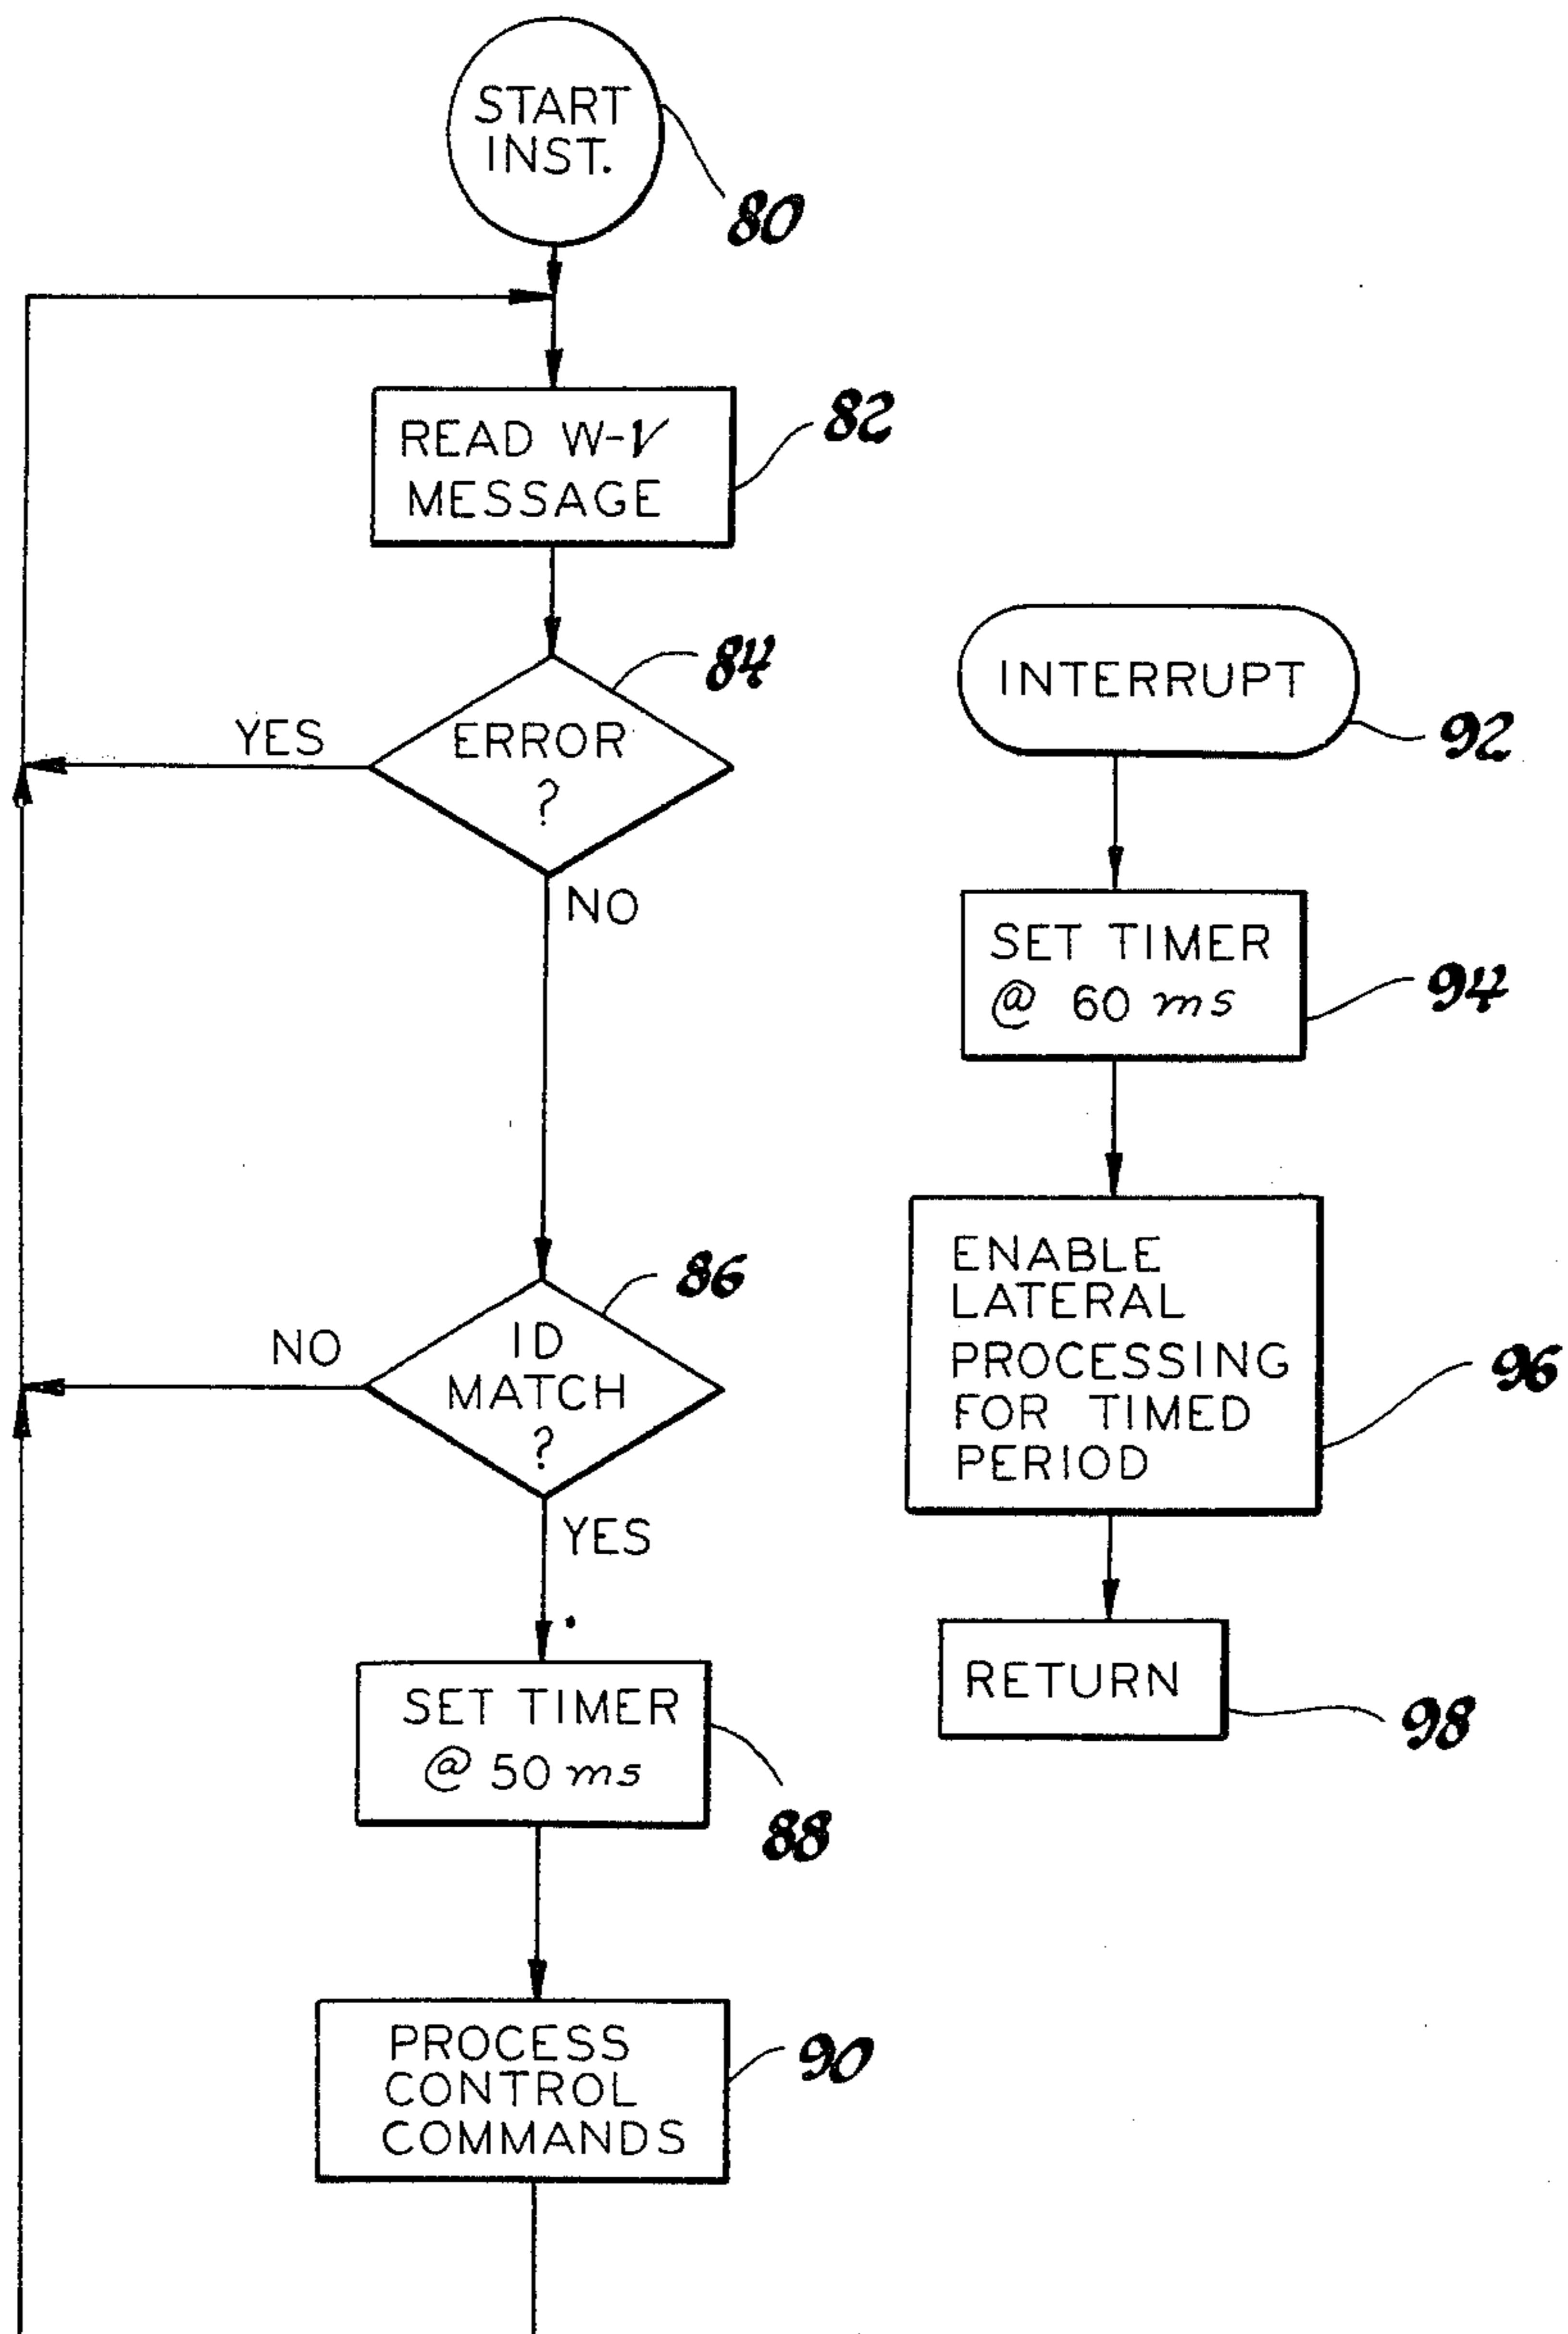 START
INST.
80
READ W-V
MESSAGE
82
84
ERROR
?
YES
NO
86
ID
MATCH
?
NO
YES
SET TIMER
@ 50 ms
88
PROCESS
CONTROL
COMMANDS
90
INTERRUPT
92
SET TIMER
@ 60 ms
94
ENABLE
LATERAL
PROCESSING
FOR TIMED
PERIOD
96
RETURN
98